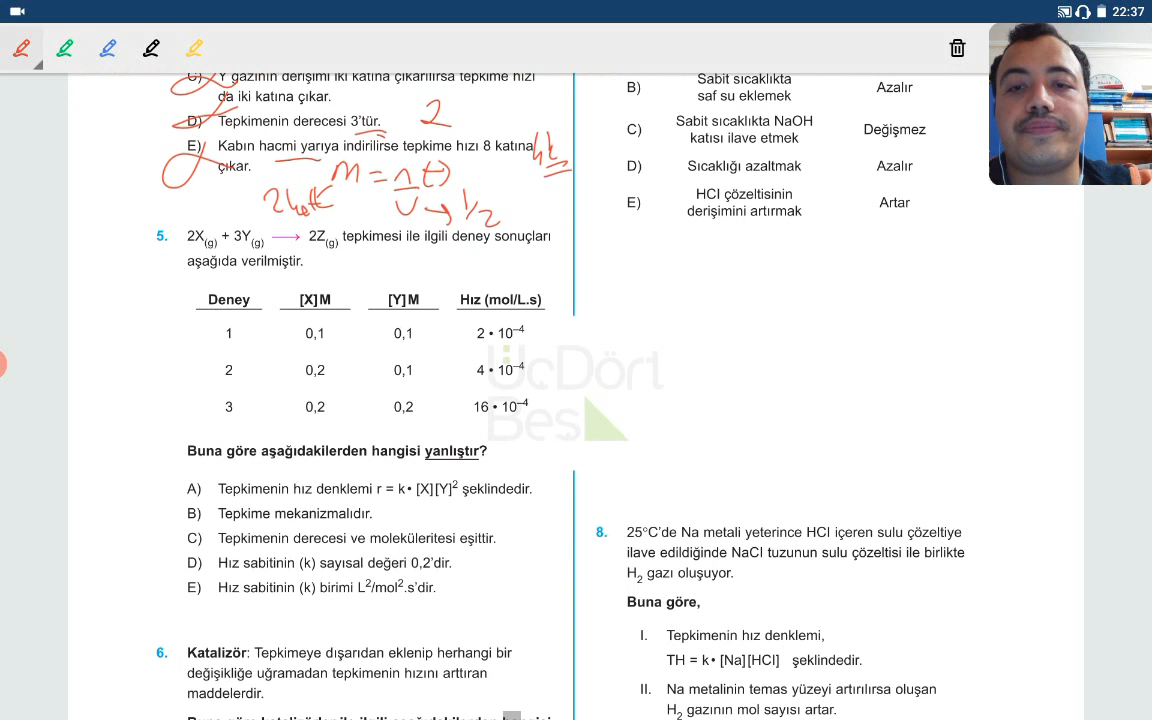 22:37
C) Y gazının derişimi iki katına çıkarılırsa tepkime hızı
da iki katına çıkar.
D) Tepkimenin derecesi 3'tür.
2
E) Kabın hacmi yarıya indirilirse tepkime hızı 8 katına
çıkar.
M = n (t)
V → 1/2
5. 2X(g) + 3Y(g) ⟶ 2Z(g) tepkimesi ile ilgili deney sonuçları
aşağıda verilmiştir.
Deney [X]M [Y]M Hız (mol/L.s)
1 0,1 0,1 2 • 10⁻⁴
2 0,2 0,1 4 • 10⁻⁴
3 0,2 0,2 16 • 10⁻⁴
ÜçDört
Beş
Buna göre aşağıdakilerden hangisi yanlıştır?
A) Tepkimenin hız denklemi r = k• [X][Y]² şeklindedir.
B) Tepkime mekanizmalıdır.
C) Tepkimenin derecesi ve moleküleritesi eşittir.
D) Hız sabitinin (k) sayısal değeri 0,2'dir.
E) Hız sabitinin (k) birimi L²/mol².s'dir.
6. Katalizör: Tepkimeye dışarıdan eklenip herhangi bir
değişikliğe uğramadan tepkimenin hızını arttıran
maddelerdir.
B) Sabit sıcaklıkta
saf su eklemek Azalır
C) Sabit sıcaklıkta NaOH
katısı ilave etmek Değişmez
D) Sıcaklığı azaltmak Azalır
E) HCl çözeltisinin
derişimini artırmak Artar
8. 25°C'de Na metali yeterince HCl içeren sulu çözeltiye
ilave edildiğinde NaCl tuzunun sulu çözeltisi ile birlikte
H₂ gazı oluşuyor.
Buna göre,
I. Tepkimenin hız denklemi,
TH = k• [Na][HCl] şeklindedir.
II. Na metalinin temas yüzeyi artırılırsa oluşan
H₂ gazının mol sayısı artar.